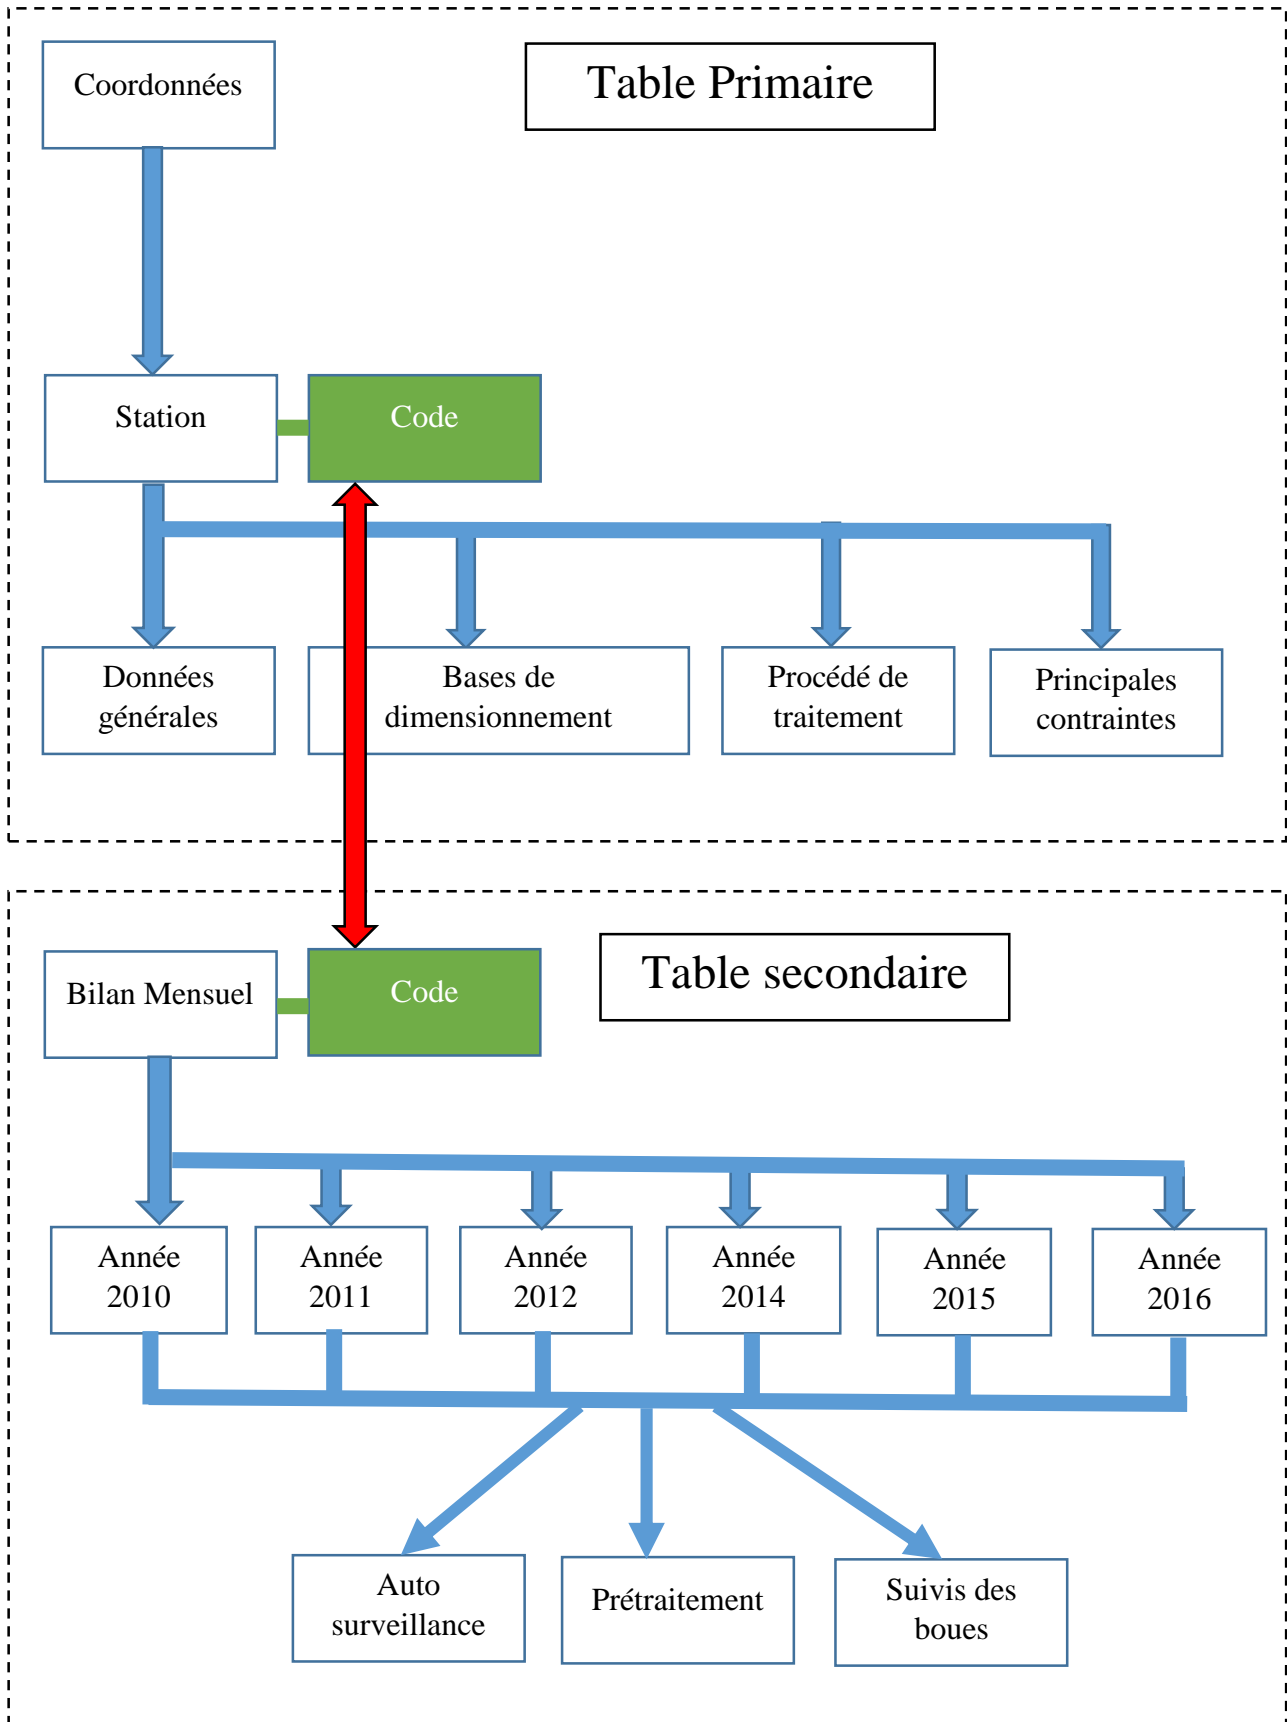 Coordonnées
Table Primaire
Station
Code
Données
générales
Bases de
dimensionnement
Procédé de
traitement
Principales
contraintes
Bilan Mensuel
Code
Table secondaire
Année
2010
Année
2011
Année
2012
Année
2014
Année
2015
Année
2016
Auto
surveillance
Prétraitement
Suivis des
boues